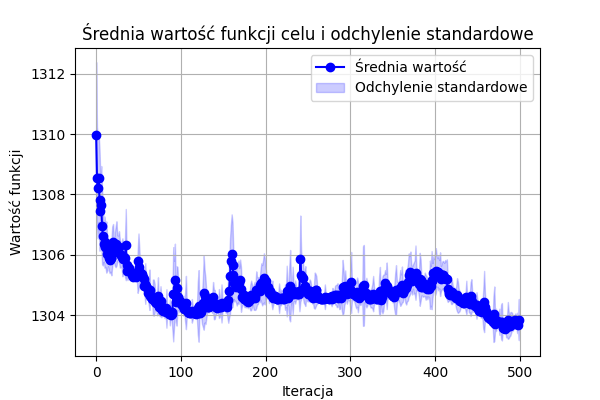 Średnia wartość funkcji celu i odchylenie standardowe
Średnia wartość
Odchylenie standardowe
Wartość funkcji
1312
1310
1308
1306
1304
0 100 200 300 400 500
Iteracja